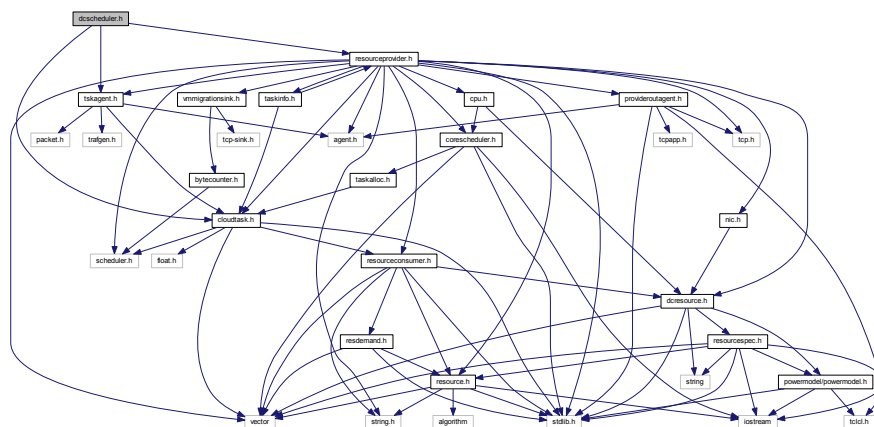 dcscheduler.h
resourceprovider.h
tskagent.h
vmmigrationsink.h
taskinfo.h
cpu.h
provideroutagent.h
packet.h
trafgen.h
tcp-sink.h
agent.h
corescheduler.h
tcpapp.h
tcp.h
bytecounter.h
taskalloc.h
cloudtask.h
nic.h
scheduler.h
float.h
resourceconsumer.h
dcresource.h
resdemand.h
resourcespec.h
resource.h
string
powermodel/powermodel.h
vector
string.h
algorithm
stdlib.h
iostream
tclcl.h